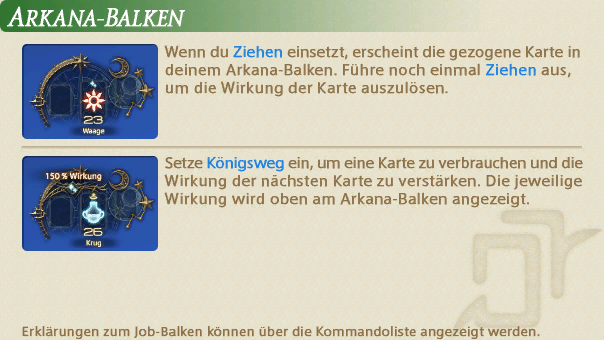 ARKANA-BALKEN
Wenn du Ziehen einsetzt, erscheint die gezogene Karte in
deinem Arkana-Balken. Führe noch einmal Ziehen aus,
um die Wirkung der Karte auszulösen.
23
Waage
Setze Königsweg ein, um eine Karte zu verbrauchen und die
Wirkung der nächsten Karte zu verstärken. Die jeweilige
Wirkung wird oben am Arkana-Balken angezeigt.
150 % Wirkung
26
Krug
Erklärungen zum Job-Balken können über die Kommandoliste angezeigt werden.